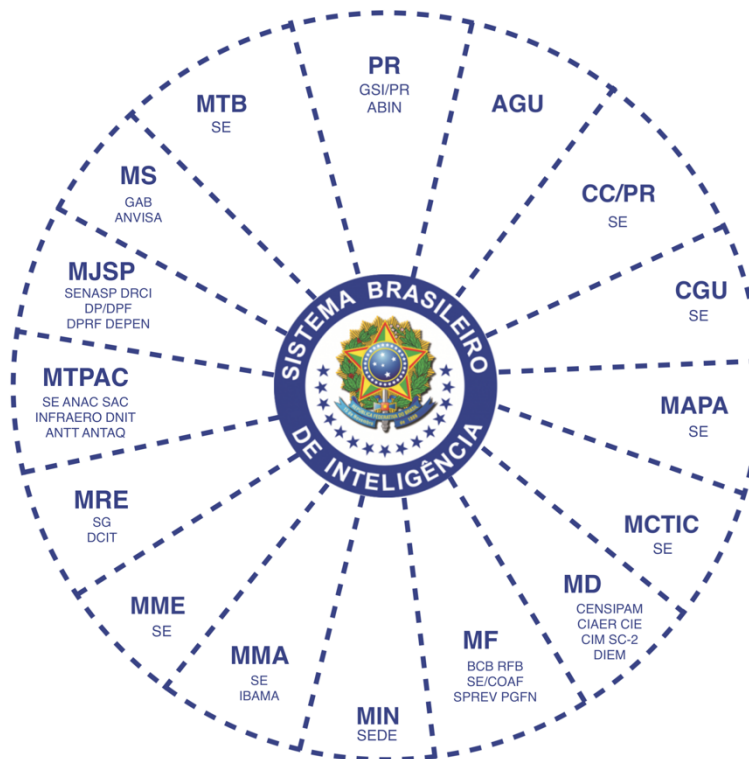 PR
GSI/PR
ABIN
AGU
CC/PR
SE
CGU
SE
MAPA
SE
MCTIC
SE
MD
CENSIPAM
CIAER CIE
CIM SC-2
DIEM
MF
BCB RFB
SE/COAF
SPREV PGFN
MIN
SEDE
MMA
SE
IBAMA
MME
SE
MRE
SG
DCIT
MTPAC
SE ANAC SAC
INFRAERO DNIT
ANTT ANTAQ
MJSP
SENASP DRCI
DP/DPF
DPRF DEPEN
MS
GAB
ANVISA
MTB
SE
SISTEMA BRASILEIRO
DE INTELIGÊNCIA